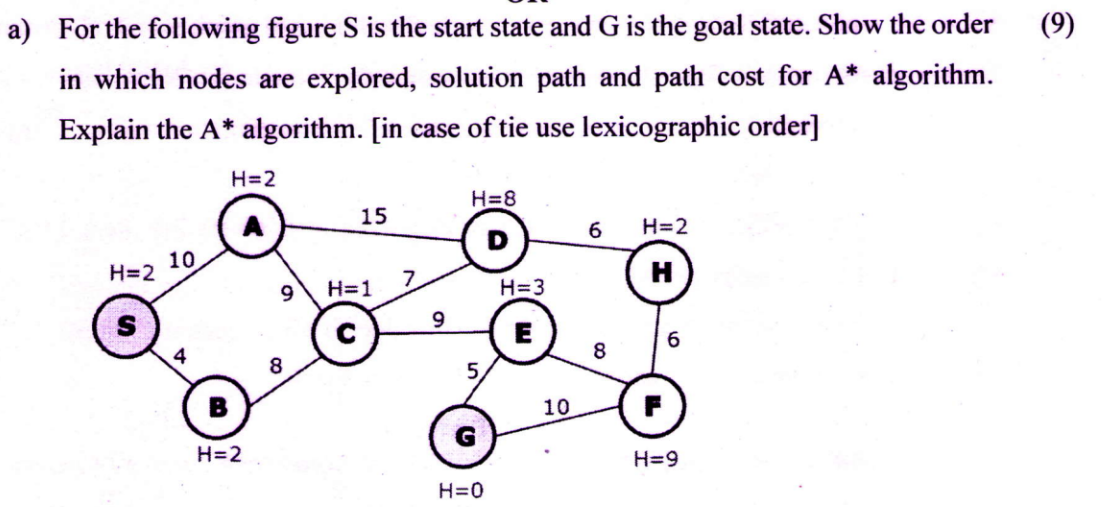 a) For the following figure S is the start state and G is the goal state. Show the order (9)
in which nodes are explored, solution path and path cost for A* algorithm.
Explain the A* algorithm. [in case of tie use lexicographic order]
H=2
H=8
A 15 D 6 H=2
H=2 10 H
9 H=1 7 H=3
S C 9 E
4 8 8 6
5
B 10 F
G
H=2 H=9
H=0